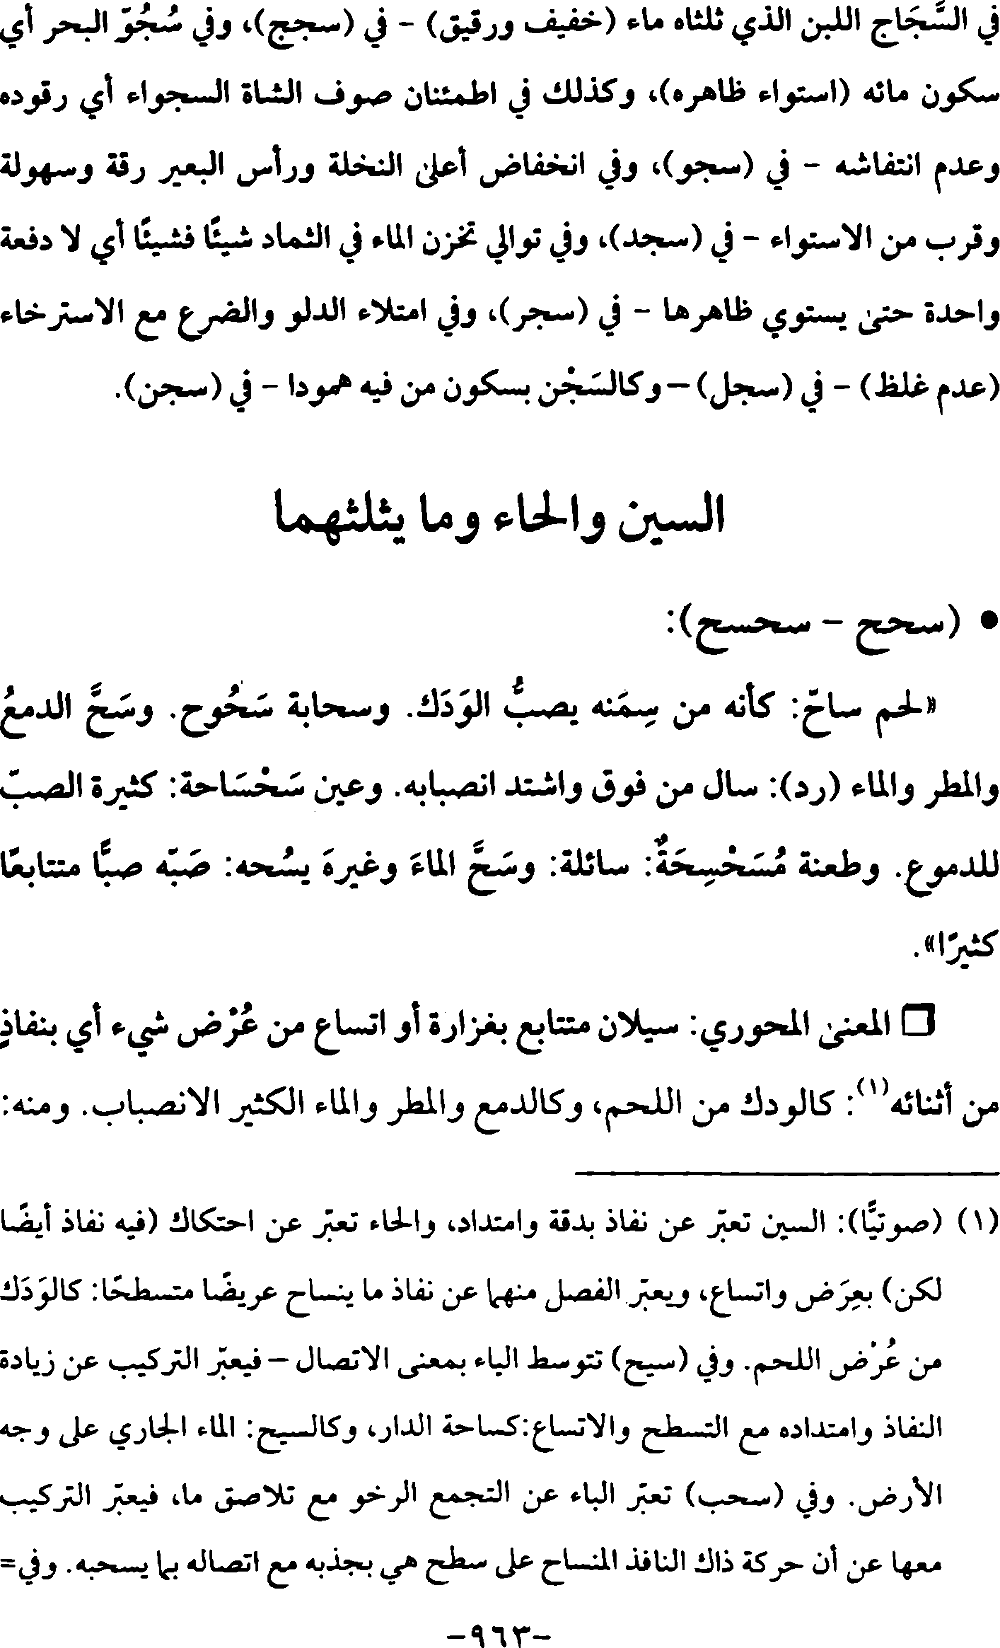 في السَّجَاج اللبن الذي ثلثاه ماء (خفيف ورقيق) - في (سجج)، وفي سُجُوّ البحر أي
سكون مائه (استواء ظاهره)، وكذلك في اطمئنان صوف الشاة السجواء أي رقوده
وعدم انتفاشه - في (سجو)، وفي انخفاض أعلى النخلة ورأس البعير رقة وسهولة
وقرب من الاستواء - في (سجد)، وفي توالي تخزن الماء في الثماد شيئًا فشيئًا أي لا دفعة
واحدة حتى يستوي ظاهرها - في (سجر)، وفي امتلاء الدلو والضرع مع الاسترخاء
(عدم غلظ) - في (سجل) – وكالسَجْن بسكون من فيه همودا - في (سجن).
السين والحاء وما يثلثهما
• (سحح - سحسح):
«لحم ساحّ: كأنه من سِمَنه يصبُّ الوَدَك. وسحابة سَحُوح. وسَحَّ الدمعُ
والمطر والماء (رد): سال من فوق واشتد انصبابه. وعين سَحْسَاحة: كثيرة الصبّ
للدموع. وطعنة مُسَحْسِحَةٌ: سائلة: وسَحَّ الماءَ وغيرهَ يسُحه: صَبّه صبًّا متتابعًا
كثيرًا».
❒ المعنى المحوري: سيلان متتابع بغزارة أو اتساع من عُرْض شيء أي بنفاذٍ
من أثنائه(١): كالودك من اللحم، وكالدمع والمطر والماء الكثير الانصباب. ومنه:
(١) (صوتيًّا): السين تعبّر عن نفاذ بدقة وامتداد، والحاء تعبّر عن احتكاك (فيه نفاذ أيضًا
لكن) بعِرَض واتساع، ويعبّر الفصل منهما عن نفاذ ما ينساح عريضًا متسطحًا: كالوَدَك
من عُرْض اللحم. وفي (سيح) تتوسط الياء بمعنى الاتصال – فيعبّر التركيب عن زيادة
النفاذ وامتداده مع التسطح والاتساع:كساحة الدار، وكالسيح: الماء الجاري على وجه
الأرض. وفي (سحب) تعبّر الباء عن التجمع الرخو مع تلاصق ما، فيعبّر التركيب
معها عن أن حركة ذاك النافذ المنساح على سطح هي بجذبه مع اتصاله بما يسحبه. وفي=
-٩٦٣-